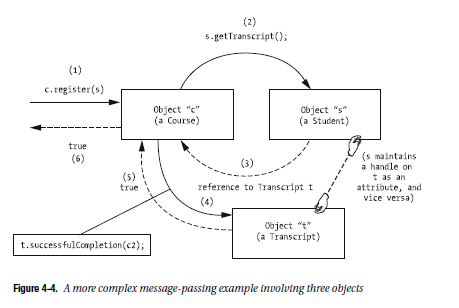 (2)
s.getTranscript();
(1)
c.register(s)
Object "c"
(a Course)
Object "s"
(a Student)
true
(6)
(3)
reference to Transcript t
(5)
true
(4)
(s maintains
a handle on
t as an
attribute, and
vice versa)
Object "t"
(a Transcript)
t.successfulCompletion(c2);
Figure 4-4. A more complex message-passing example involving three objects